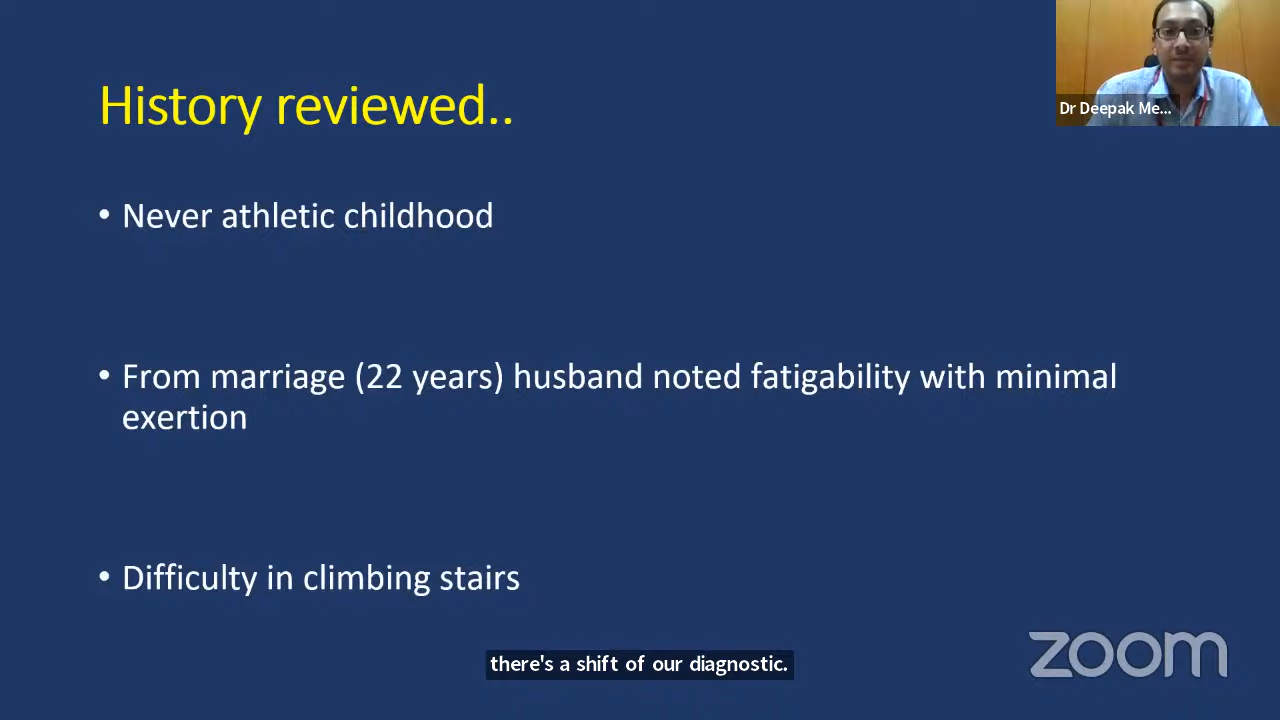 History reviewed..
Dr Deepak Me...
• Never athletic childhood
• From marriage (22 years) husband noted fatigability with minimal
exertion
• Difficulty in climbing stairs
there's a shift of our diagnostic.
zoom